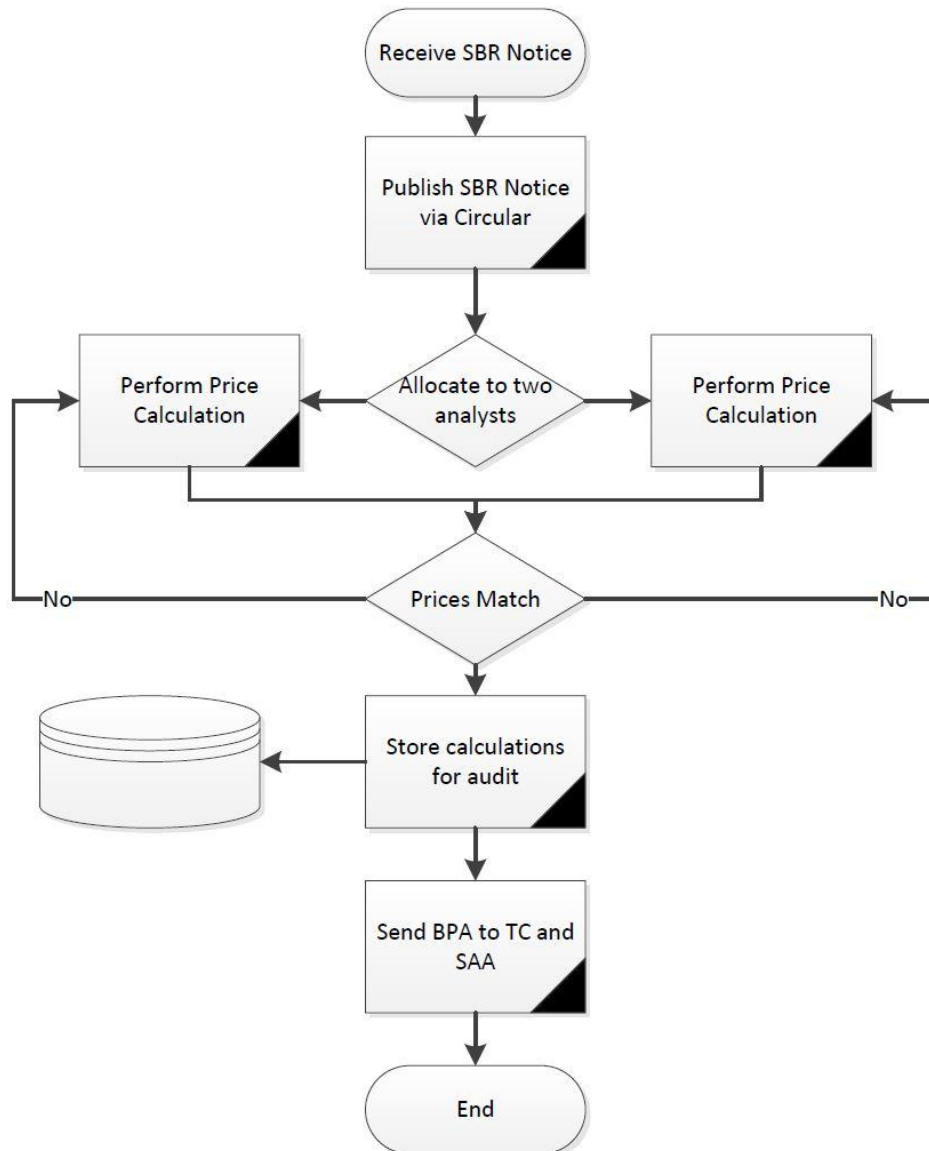 Receive SBR Notice
Publish SBR Notice
via Circular
Perform Price
Calculation
Allocate to two
analysts
Perform Price
Calculation
No
Prices Match
No
Store calculations
for audit
Send BPA to TC and
SAA
End